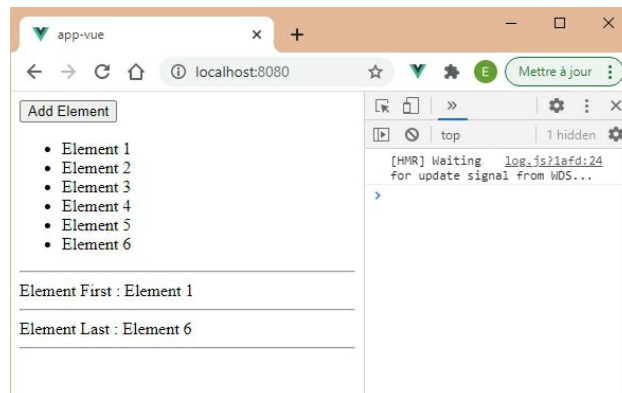 app-vue
localhost:8080
E
Mettre à jour
Add Element
Element 1
Element 2
Element 3
Element 4
Element 5
Element 6
Element First : Element 1
Element Last : Element 6
top
1 hidden
[HMR] Waiting log.js?1afd:24
for update signal from WDS...